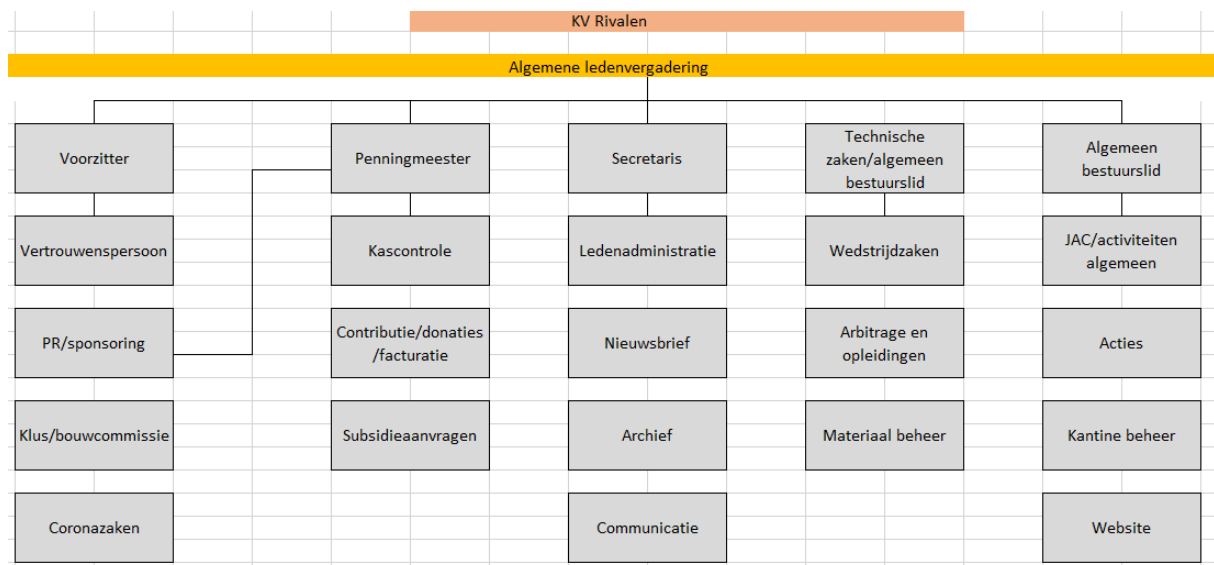 KV Rivalen
Algemene ledenvergadering
Voorzitter
Penningmeester
Secretaris
Technische
zaken/algemeen
bestuurslid
Algemeen
bestuurslid
Vertrouwenspersoon
Kascontrole
Ledenadministratie
Wedstrijdzaken
JAC/activiteiten
algemeen
PR/sponsoring
Contributie/donaties
/facturatie
Nieuwsbrief
Arbitrage en
opleidingen
Acties
Klus/bouwcommissie
Subsidieaanvragen
Archief
Materiaal beheer
Kantine beheer
Coronazaken
Communicatie
Website